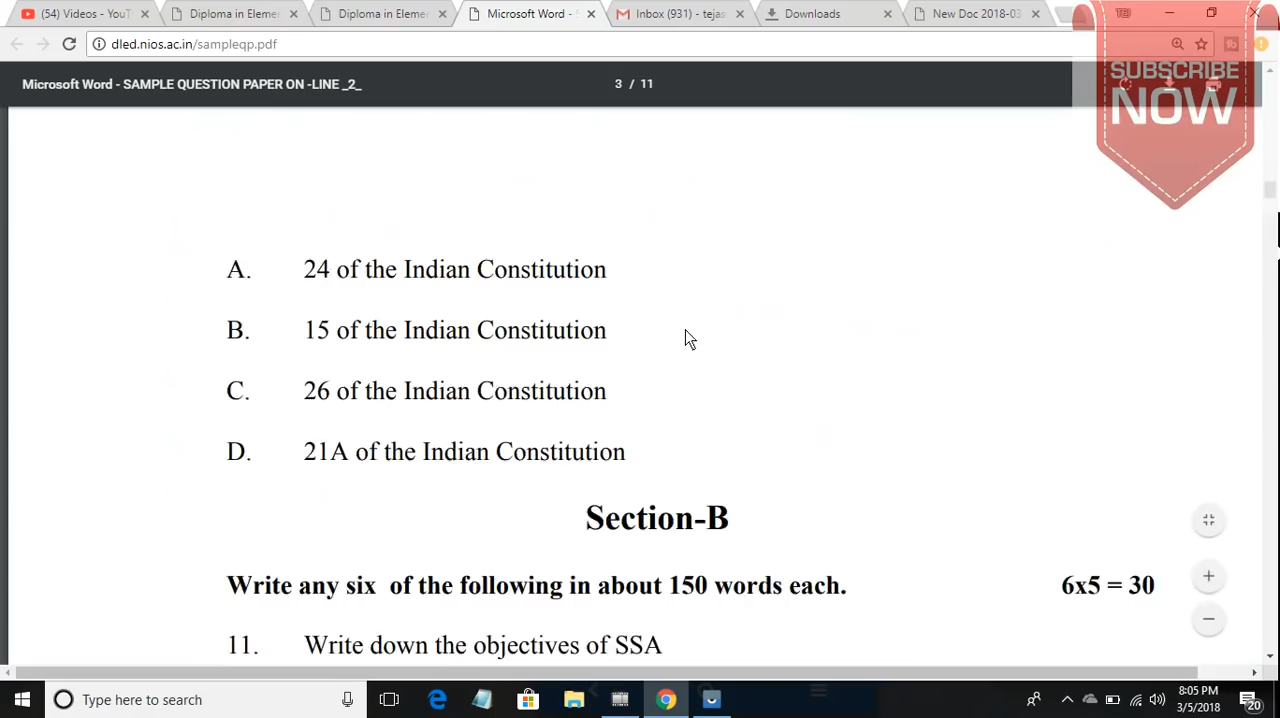 (54) Videos - YouT
Diploma in Elemen
Diploma in Elemen
Microsoft Word - S
Inbox (931) - tejas
Downloads
New Doc 2018-03
dled.nios.ac.in/sampleqp.pdf
Microsoft Word - SAMPLE QUESTION PAPER ON -LINE _2_
3 / 11
SUBSCRIBE
NOW
A. 24 of the Indian Constitution
B. 15 of the Indian Constitution
C. 26 of the Indian Constitution
D. 21A of the Indian Constitution
Section-B
Write any six of the following in about 150 words each. 6x5 = 30
11. Write down the objectives of SSA
Type here to search
8:05 PM
3/5/2018
20